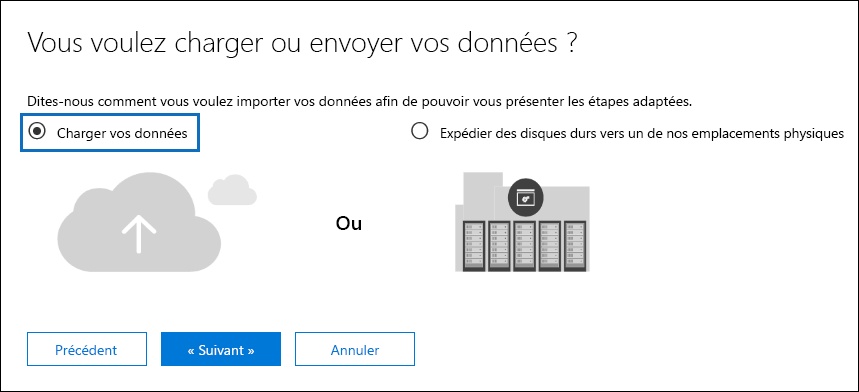 Vous voulez charger ou envoyer vos données ?
Dites-nous comment vous voulez importer vos données afin de pouvoir vous présenter les étapes adaptées.
Charger vos données
Expédier des disques durs vers un de nos emplacements physiques
Ou
Précédent
« Suivant »
Annuler